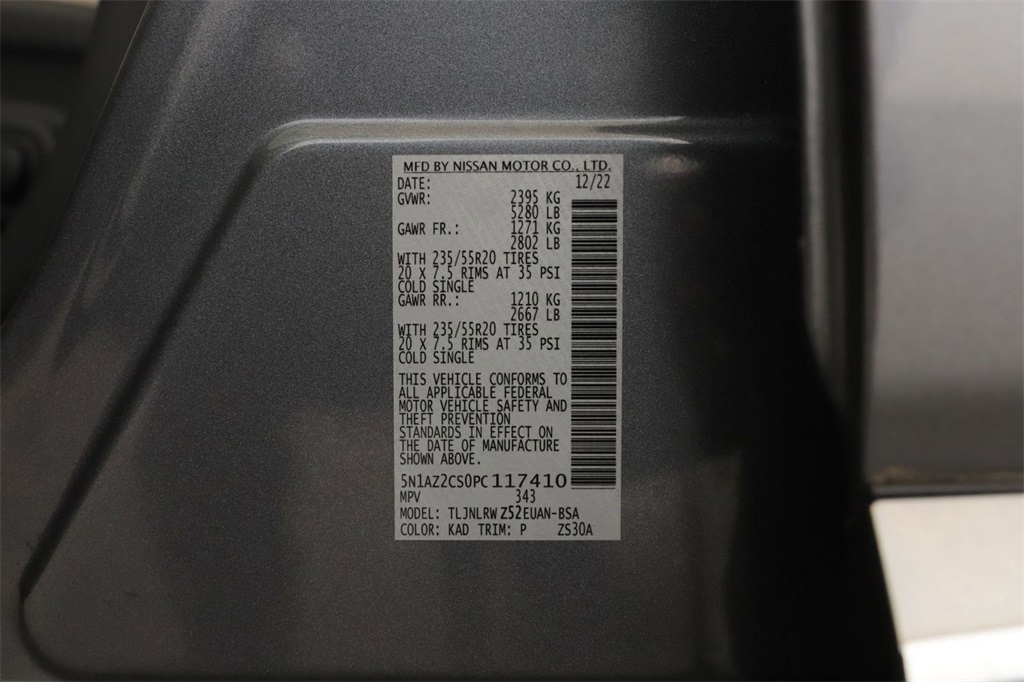 MFD BY NISSAN MOTOR CO., LTD.
DATE: 12/22
GVWR: 2395 KG
5280 LB
GAWR FR.: 1271 KG
2802 LB
WITH 235/55R20 TIRES
20 X 7.5 RIMS AT 35 PSI
COLD SINGLE
GAWR RR.: 1210 KG
2667 LB
WITH 235/55R20 TIRES
20 X 7.5 RIMS AT 35 PSI
COLD SINGLE
THIS VEHICLE CONFORMS TO
ALL APPLICABLE FEDERAL
MOTOR VEHICLE SAFETY AND
THEFT PREVENTION
STANDARDS IN EFFECT ON
THE DATE OF MANUFACTURE
SHOWN ABOVE.
5N1AZ2CS0PC117410
MPV 343
MODEL: TLJNLRWZ52EUAN-BSA
COLOR: KAD TRIM: P ZS30A